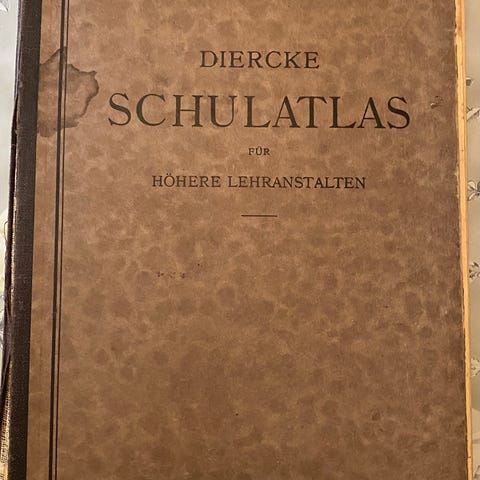 DIERCKE
SCHULATLAS
FÜR
HÖHERE LEHRANSTALTEN